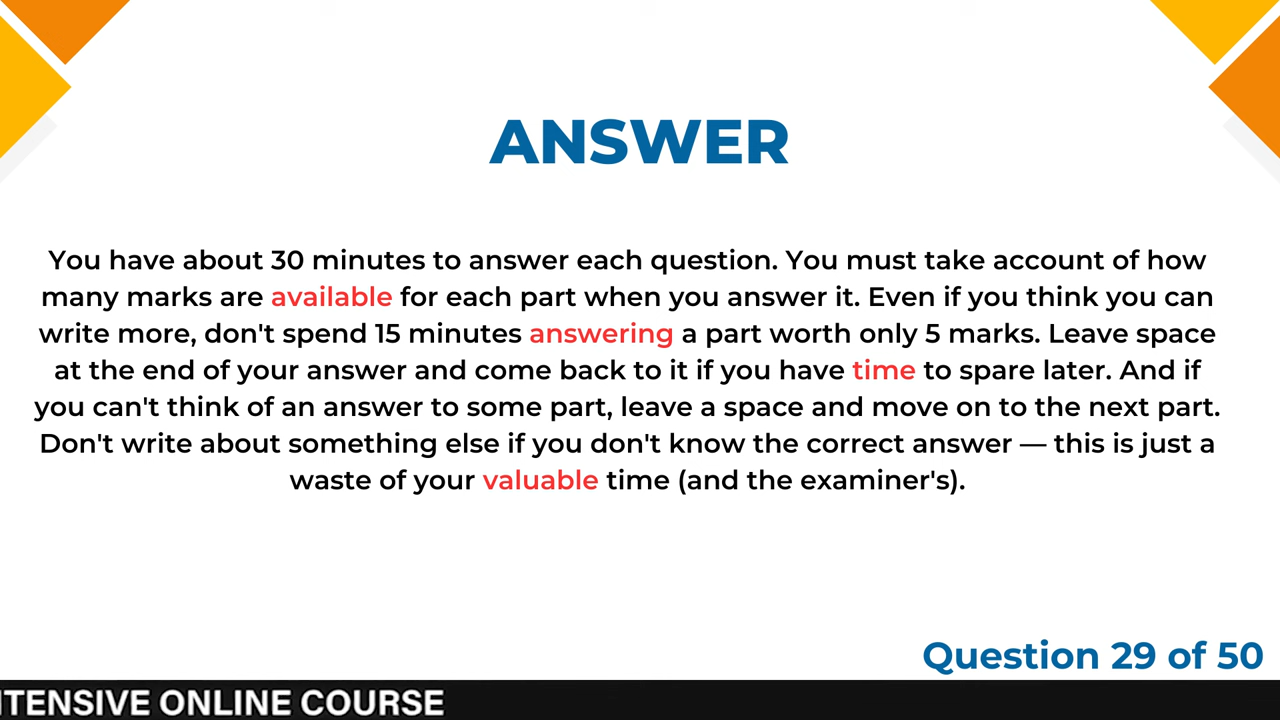 ANSWER
You have about 30 minutes to answer each question. You must take account of how
many marks are available for each part when you answer it. Even if you think you can
write more, don't spend 15 minutes answering a part worth only 5 marks. Leave space
at the end of your answer and come back to it if you have time to spare later. And if
you can't think of an answer to some part, leave a space and move on to the next part.
Don't write about something else if you don't know the correct answer — this is just a
waste of your valuable time (and the examiner's).
Question 29 of 50
NTENSIVE ONLINE COURSE